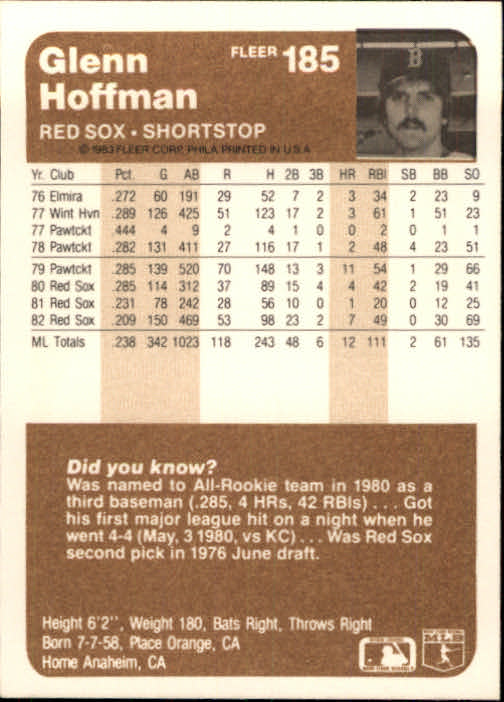 Glenn Hoffman
FLEER 185
RED SOX · SHORTSTOP
© 1983 FLEER CORP. PHILA. PRINTED IN U.S.A.
B
Yr. Club Pct. G AB R H 2B 3B HR RBI SB BB SO
76 Elmira .272 60 191 29 52 7 2 3 34 2 23 9
77 Wint Hvn .289 126 425 51 123 17 2 3 61 1 51 23
77 Pawtckt .444 4 9 2 4 1 0 0 2 0 1 1
78 Pawtckt .282 131 411 27 116 17 1 2 48 4 23 51
79 Pawtckt .285 139 520 70 148 13 3 11 54 1 29 66
80 Red Sox .285 114 312 37 89 15 4 4 42 2 19 41
81 Red Sox .231 78 242 28 56 10 0 1 20 0 12 25
82 Red Sox .209 150 469 53 98 23 2 7 49 0 30 69
ML Totals .238 342 1023 118 243 48 6 12 111 2 61 135
Did you know?
Was named to All-Rookie team in 1980 as a
third baseman (.285, 4 HRs, 42 RBIs) . . . Got
his first major league hit on a night when he
went 4-4 (May, 3 1980, vs KC) . . . Was Red Sox
second pick in 1976 June draft.
Height 6'2'', Weight 180, Bats Right, Throws Right
Born 7-7-58, Place Orange, CA
Home Anaheim, CA